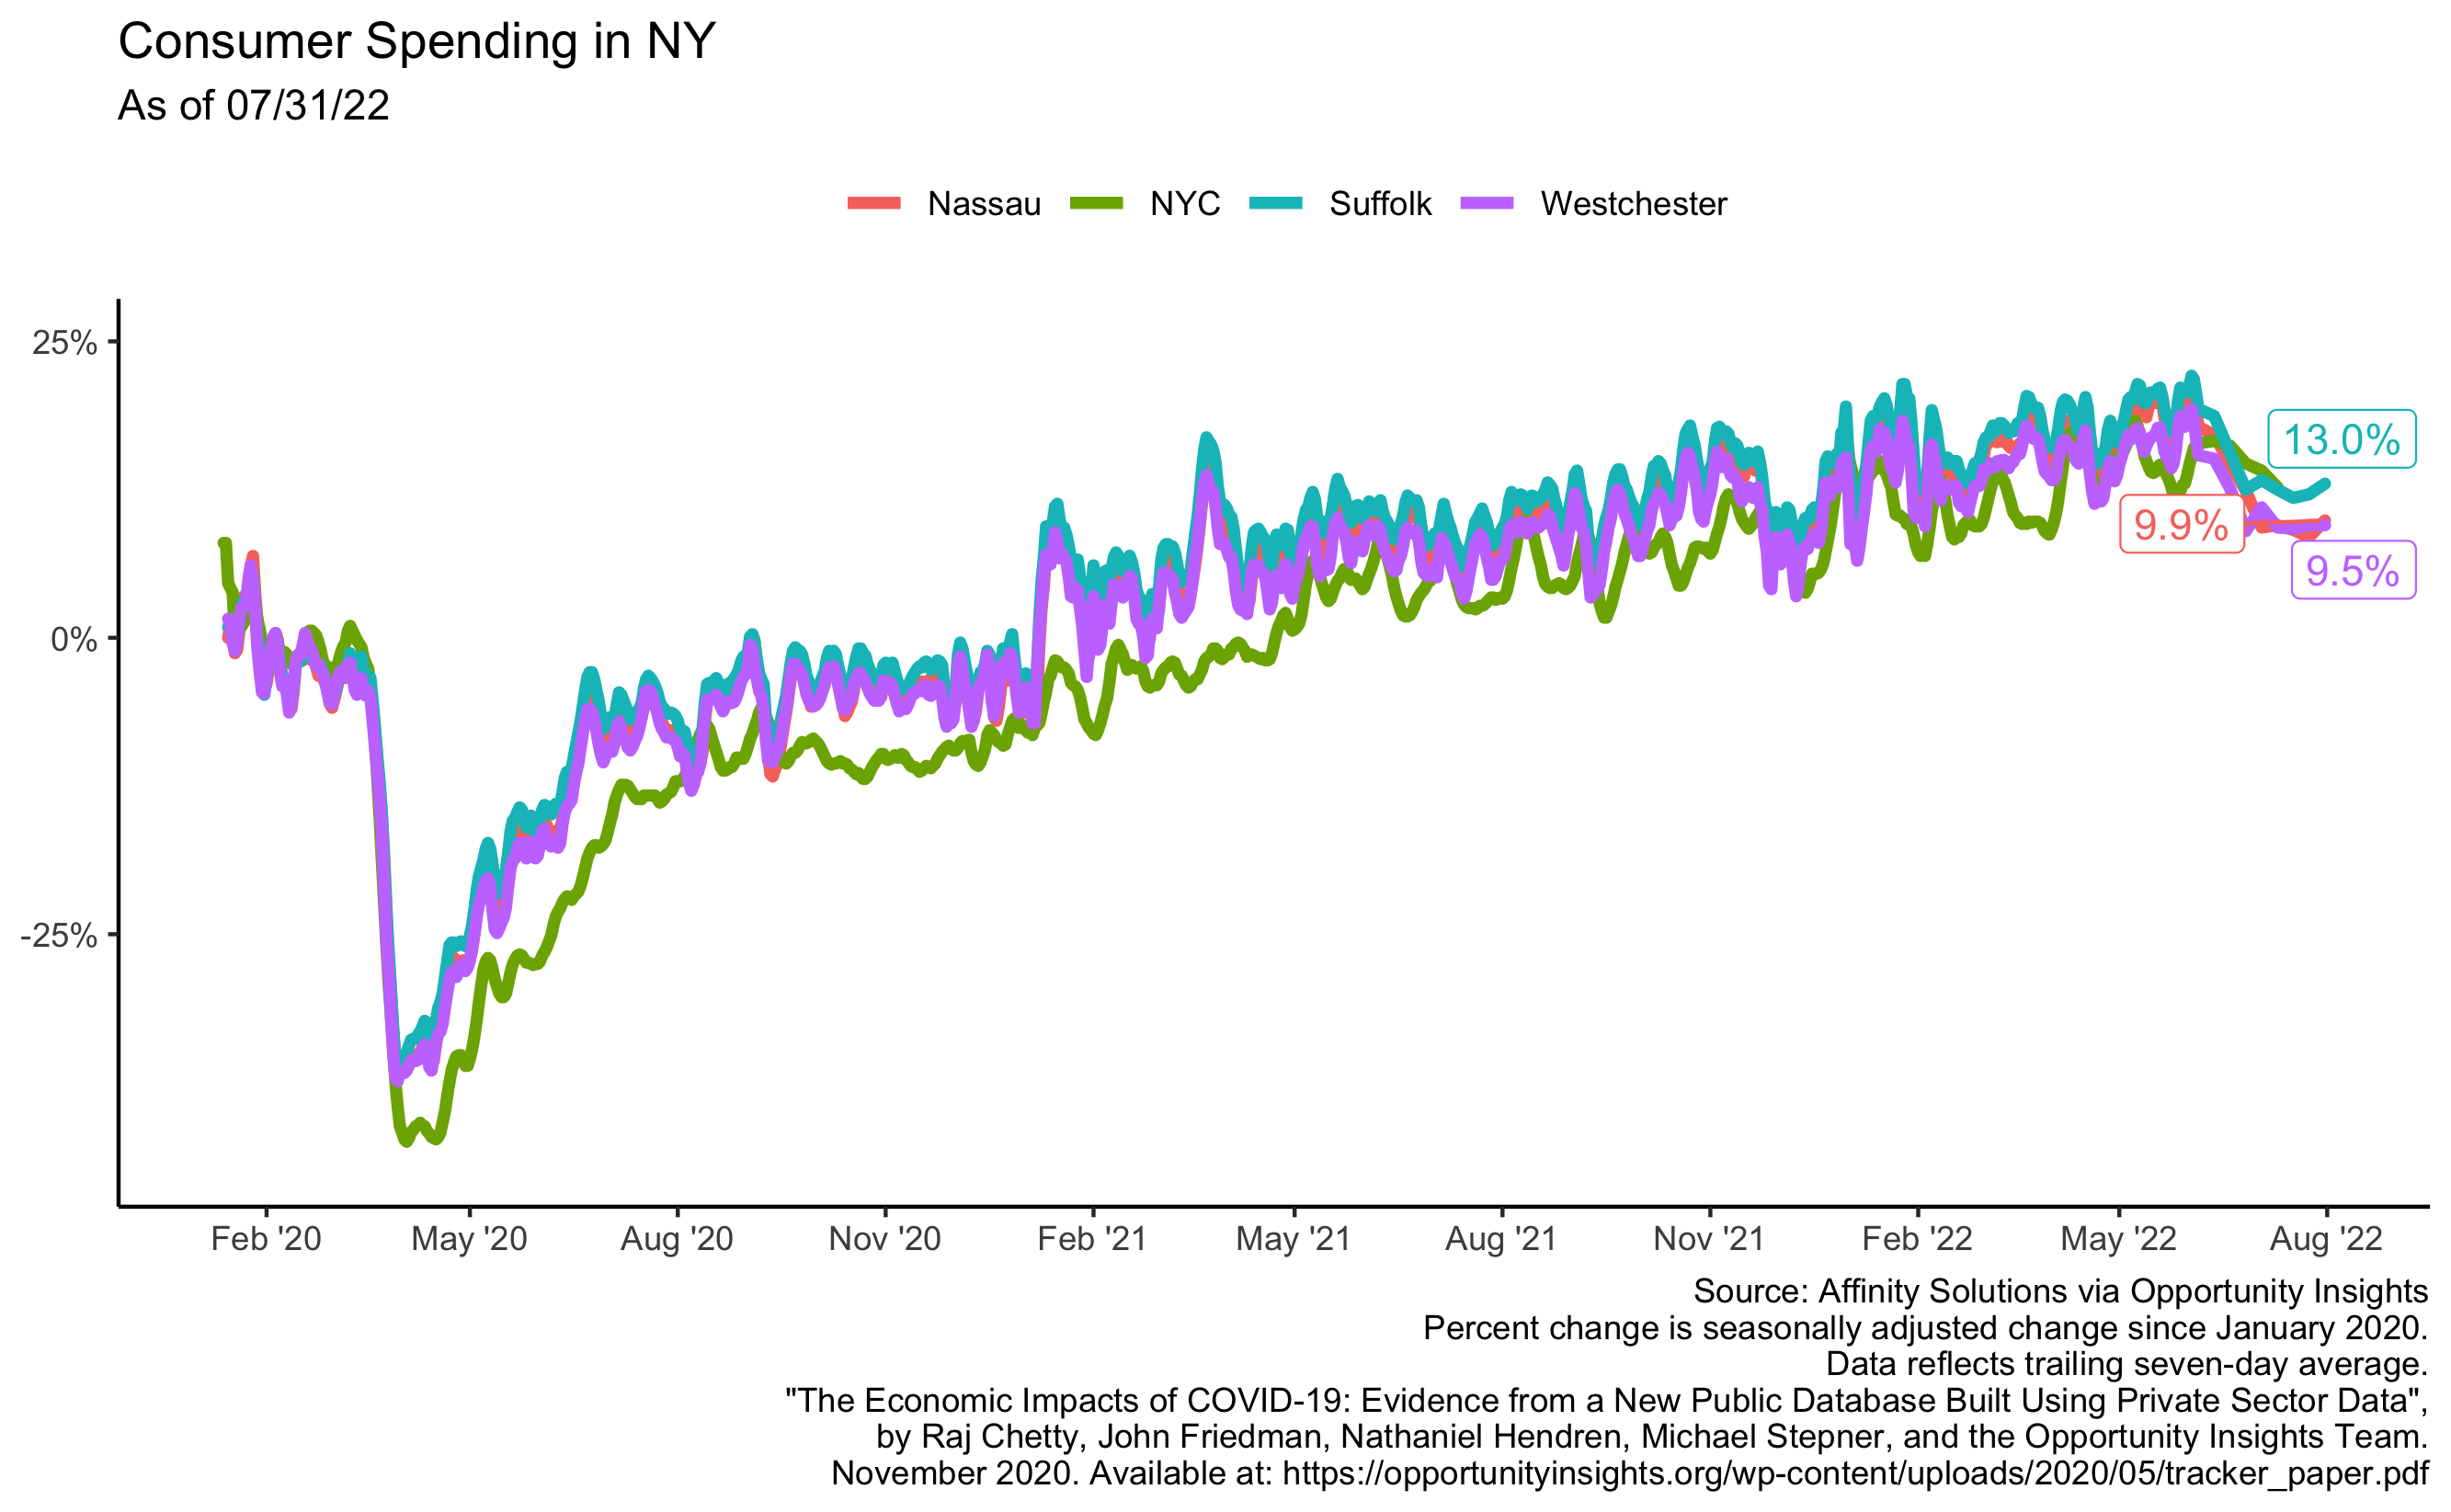 Consumer Spending in NY
As of 07/31/22
Nassau NYC Suffolk Westchester
25%
0%
-25%
13.0%
9.9%
9.5%
Feb '20 May '20 Aug '20 Nov '20 Feb '21 May '21 Aug '21 Nov '21 Feb '22 May '22 Aug '22
Source: Affinity Solutions via Opportunity Insights
Percent change is seasonally adjusted change since January 2020.
Data reflects trailing seven-day average.
"The Economic Impacts of COVID-19: Evidence from a New Public Database Built Using Private Sector Data",
by Raj Chetty, John Friedman, Nathaniel Hendren, Michael Stepner, and the Opportunity Insights Team.
November 2020. Available at: https://opportunityinsights.org/wp-content/uploads/2020/05/tracker_paper.pdf